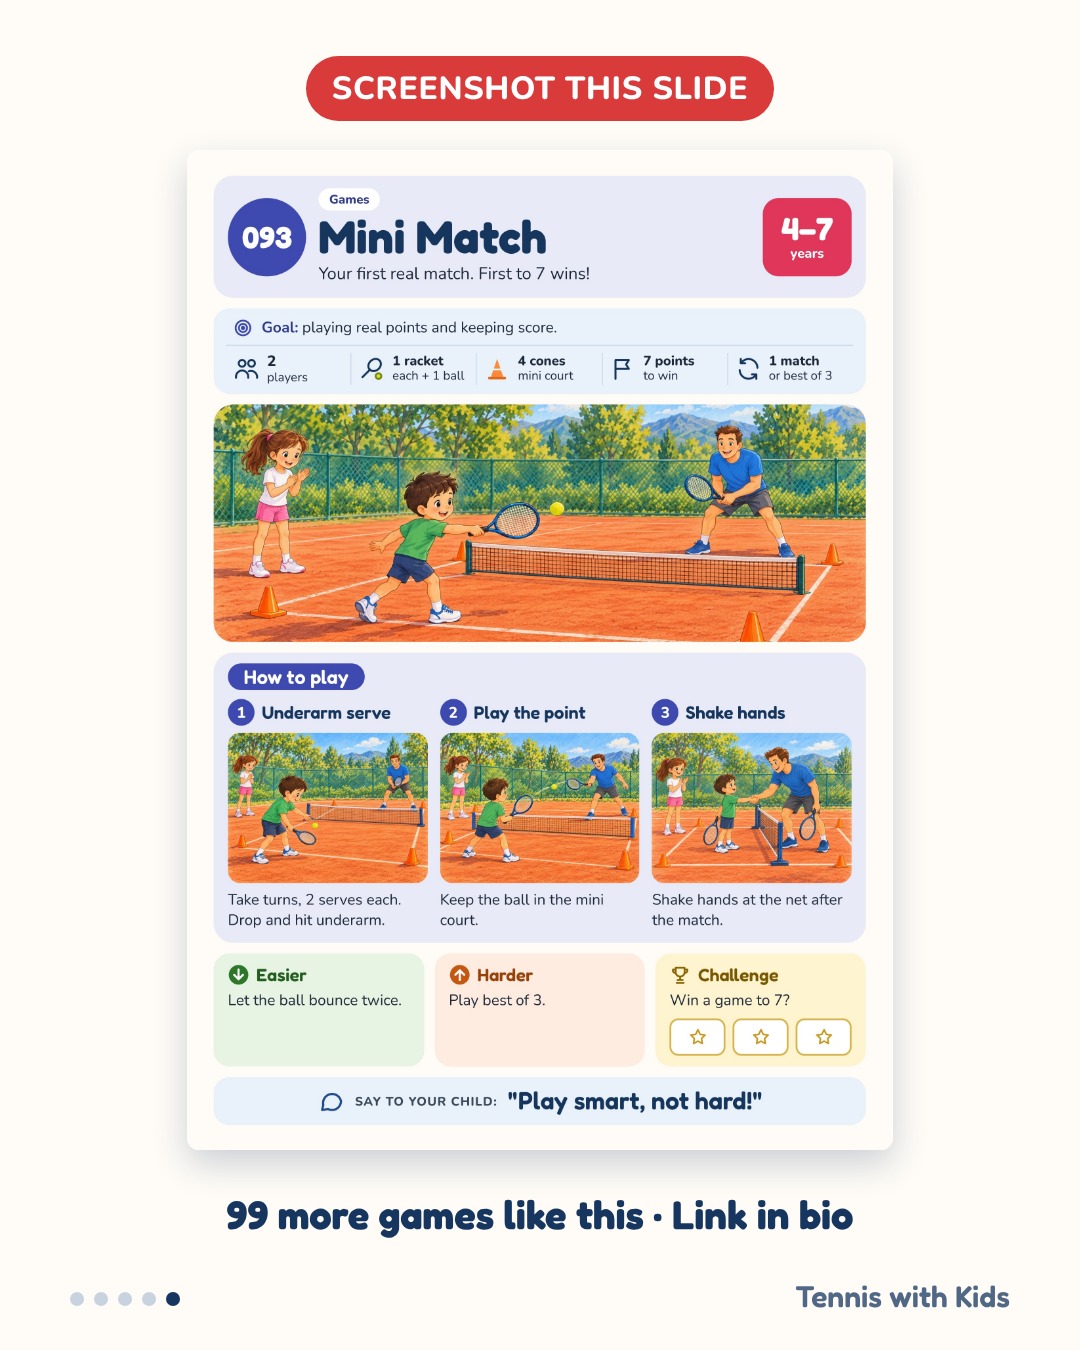 SCREENSHOT THIS SLIDE
Games
093
Mini Match
Your first real match. First to 7 wins!
4–7
years
Goal: playing real points and keeping score.
2
players
1 racket
each + 1 ball
4 cones
mini court
7 points
to win
1 match
or best of 3
How to play
1 Underarm serve
Take turns, 2 serves each.
Drop and hit underarm.
2 Play the point
Keep the ball in the mini
court.
3 Shake hands
Shake hands at the net after
the match.
Easier
Let the ball bounce twice.
Harder
Play best of 3.
Challenge
Win a game to 7?
SAY TO YOUR CHILD: "Play smart, not hard!"
99 more games like this · Link in bio
Tennis with Kids